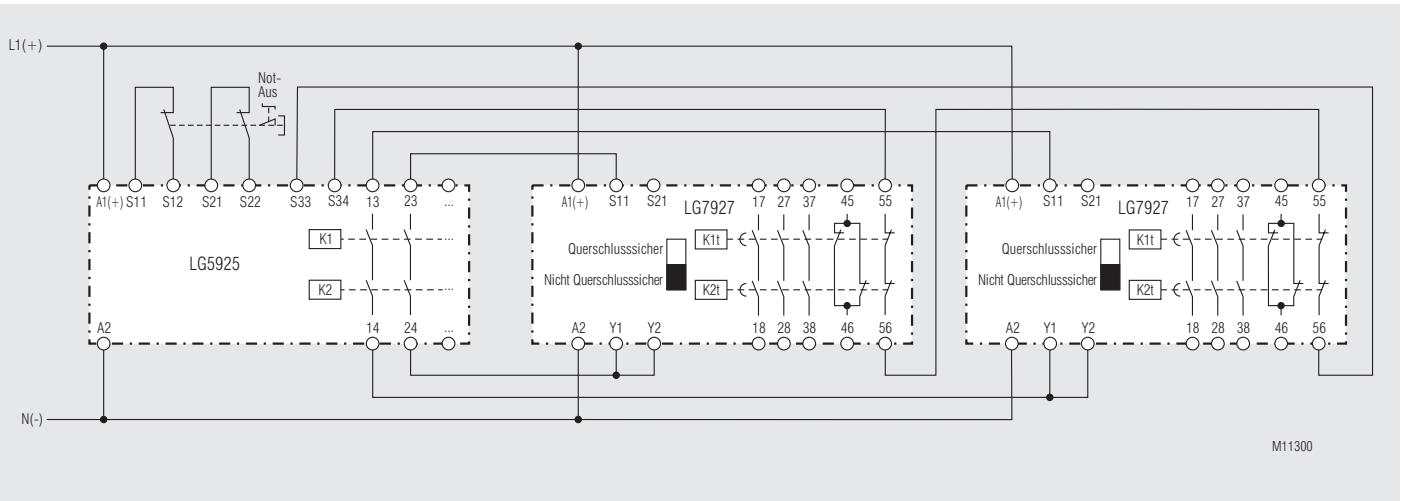 L1(+)
Not-
Aus
A1(+) S11 S12 S21 S22 S33 S34 13 23 ...
K1 ...
LG5925
K2 ...
A2 14 24 ...
A1(+) S11 S21 LG7927 17 27 37 45 55
Querschlusssicher K1t
Nicht Querschlusssicher K2t
A2 Y1 Y2 18 28 38 46 56
A1(+) S11 S21 LG7927 17 27 37 45 55
Querschlusssicher K1t
Nicht Querschlusssicher K2t
A2 Y1 Y2 18 28 38 46 56
N(-)
M11300